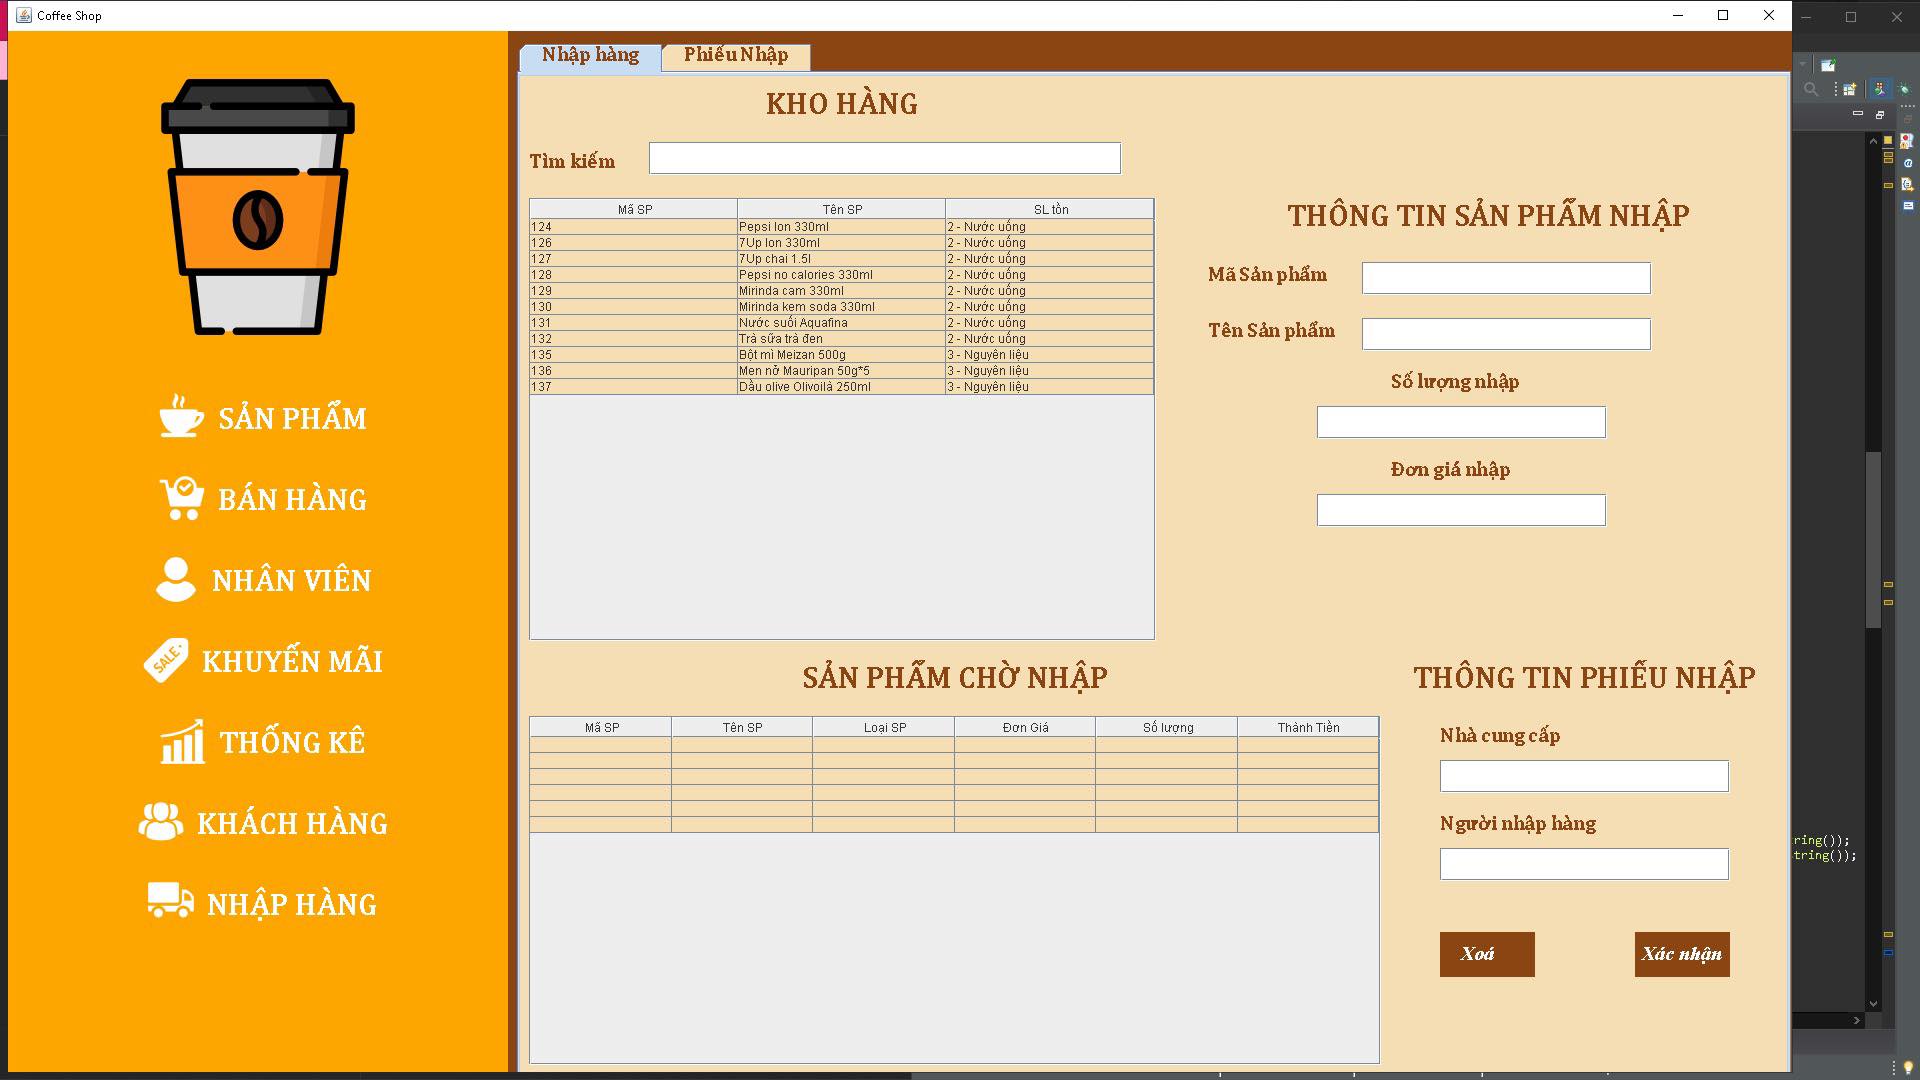 Coffee Shop
SẢN PHẨM
BÁN HÀNG
NHÂN VIÊN
SALE
KHUYẾN MÃI
THỐNG KÊ
KHÁCH HÀNG
NHẬP HÀNG
Nhập hàng Phiếu Nhập
KHO HÀNG
Tìm kiếm
Mã SP Tên SP SL tồn
124 Pepsi lon 330ml 2 - Nước uống
126 7Up lon 330ml 2 - Nước uống
127 7Up chai 1.5l 2 - Nước uống
128 Pepsi no calories 330ml 2 - Nước uống
129 Mirinda cam 330ml 2 - Nước uống
130 Mirinda kem soda 330ml 2 - Nước uống
131 Nước suối Aquafina 2 - Nước uống
132 Trà sữa trà đen 2 - Nước uống
135 Bột mì Meizan 500g 3 - Nguyên liệu
136 Men nở Mauripan 50g*5 3 - Nguyên liệu
137 Dầu olive Olivoilà 250ml 3 - Nguyên liệu
THÔNG TIN SẢN PHẨM NHẬP
Mã Sản phẩm
Tên Sản phẩm
Số lượng nhập
Đơn giá nhập
SẢN PHẨM CHỜ NHẬP
Mã SP Tên SP Loại SP Đơn Giá Số lượng Thành Tiền
THÔNG TIN PHIẾU NHẬP
Nhà cung cấp
Người nhập hàng
Xoá Xác nhận
ring());
tring());